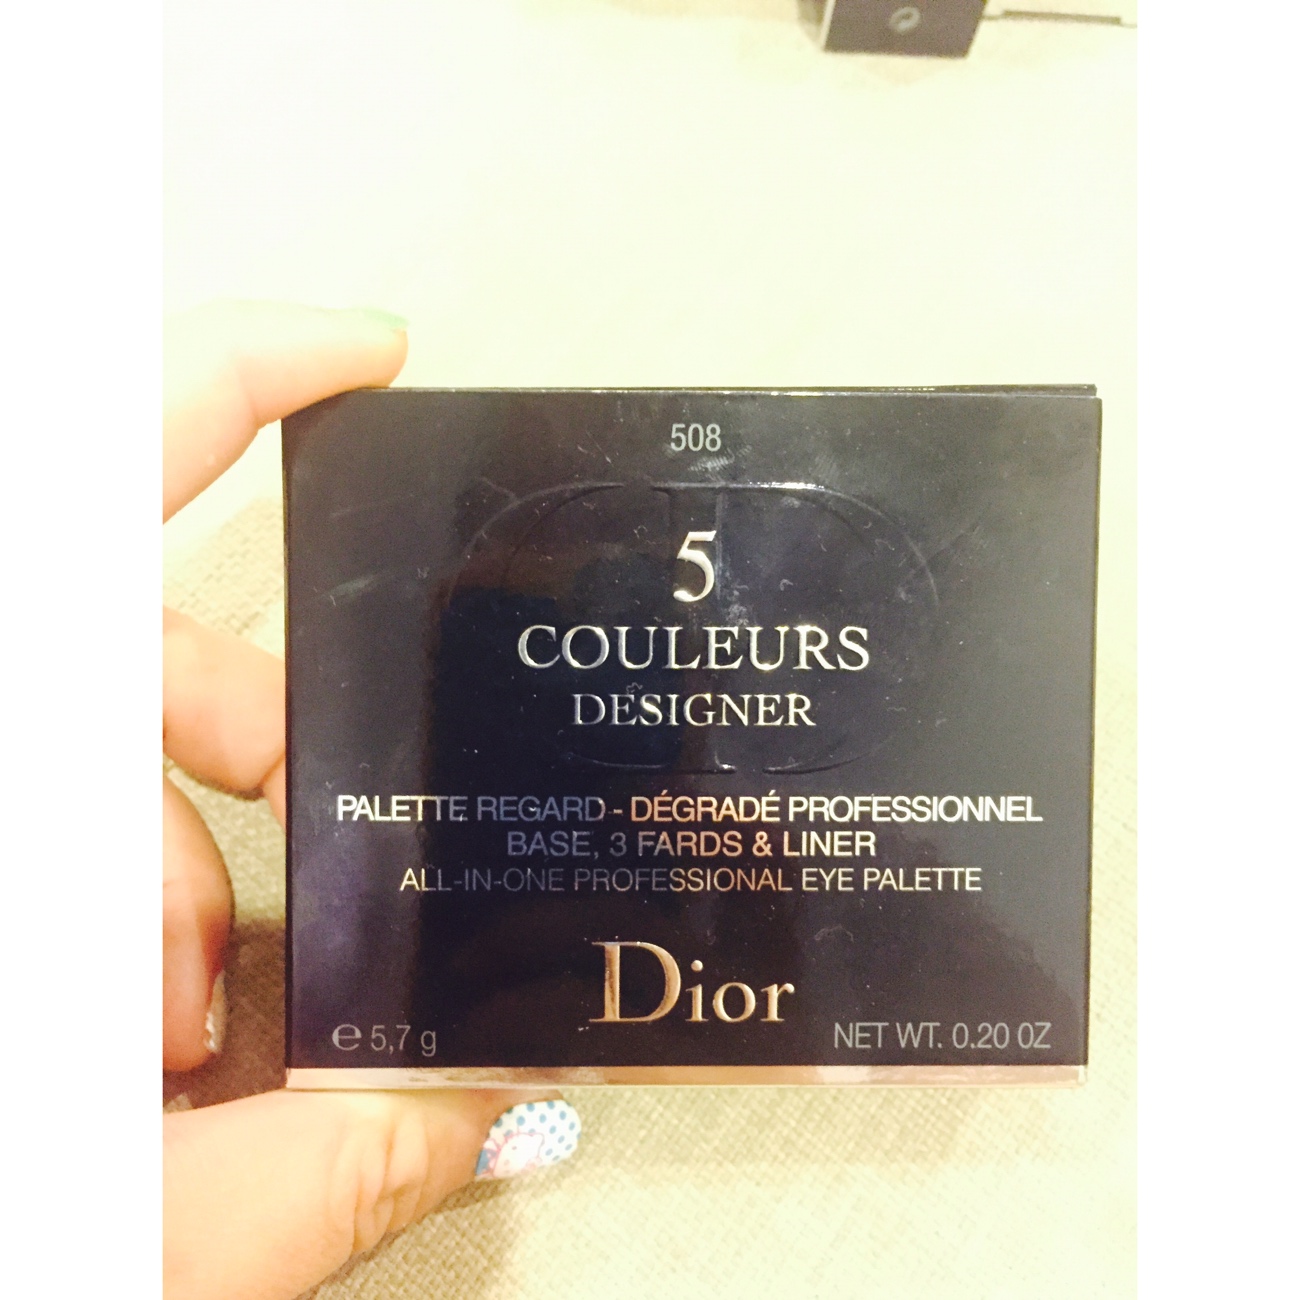 508
5
COULEURS
DESIGNER
PALETTE REGARD - DÉGRADÉ PROFESSIONNEL
BASE, 3 FARDS & LINER
ALL-IN-ONE PROFESSIONAL EYE PALETTE
Dior
℮ 5,7 g NET WT. 0.20 OZ